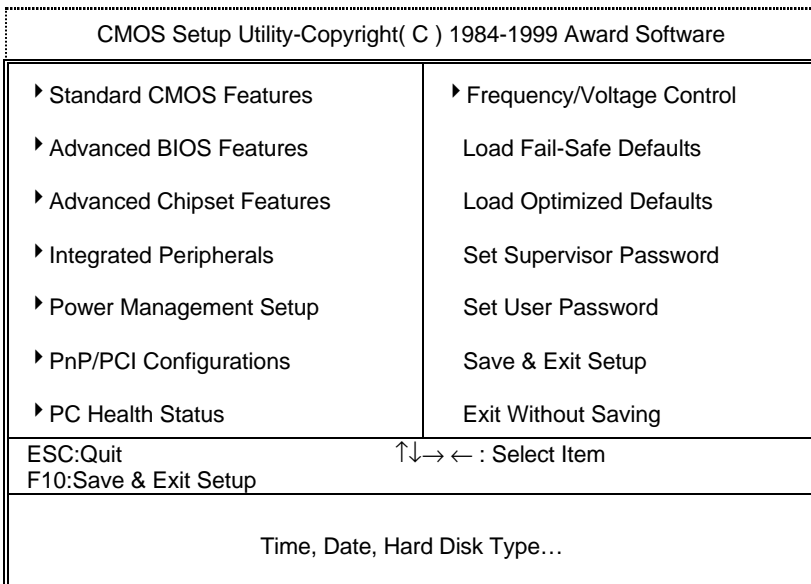 CMOS Setup Utility-Copyright( C ) 1984-1999 Award Software
‣Standard CMOS Features
‣Advanced BIOS Features
‣Advanced Chipset Features
‣Integrated Peripherals
‣Power Management Setup
‣PnP/PCI Configurations
‣PC Health Status
‣Frequency/Voltage Control
Load Fail-Safe Defaults
Load Optimized Defaults
Set Supervisor Password
Set User Password
Save & Exit Setup
Exit Without Saving
ESC:Quit ↑↓→ ← : Select Item
F10:Save & Exit Setup
Time, Date, Hard Disk Type…